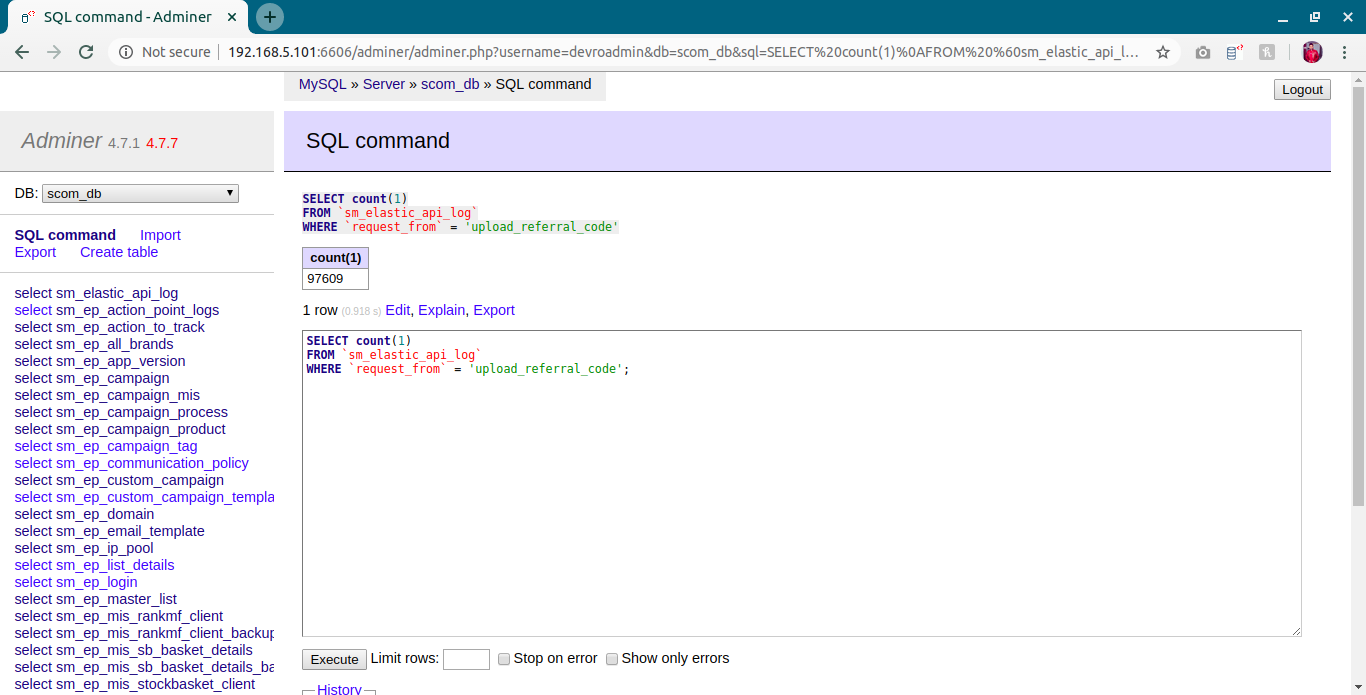 SQL command - Adminer
Not secure
192.168.5.101:6606/adminer/adminer.php?username=devroadmin&db=scom_db&sql=SELECT%20count(1)%0AFROM%20%60sm_elastic_api_l...
MySQL » Server » scom_db » SQL command
Logout
Adminer 4.7.1 4.7.7
SQL command
DB: scom_db
SQL command Import
Export Create table
select sm_elastic_api_log
select sm_ep_action_point_logs
select sm_ep_action_to_track
select sm_ep_all_brands
select sm_ep_app_version
select sm_ep_campaign
select sm_ep_campaign_mis
select sm_ep_campaign_process
select sm_ep_campaign_product
select sm_ep_campaign_tag
select sm_ep_communication_policy
select sm_ep_custom_campaign
select sm_ep_custom_campaign_templa
select sm_ep_domain
select sm_ep_email_template
select sm_ep_ip_pool
select sm_ep_list_details
select sm_ep_login
select sm_ep_master_list
select sm_ep_mis_rankmf_client
select sm_ep_mis_rankmf_client_backup
select sm_ep_mis_sb_basket_details
select sm_ep_mis_sb_basket_details_ba
select sm_ep_mis_stockbasket_client
SELECT count(1)
FROM `sm_elastic_api_log`
WHERE `request_from` = 'upload_referral_code'
count(1)
97609
1 row (0.918 s) Edit, Explain, Export
SELECT count(1)
FROM `sm_elastic_api_log`
WHERE `request_from` = 'upload_referral_code';
Execute Limit rows: Stop on error Show only errors
History